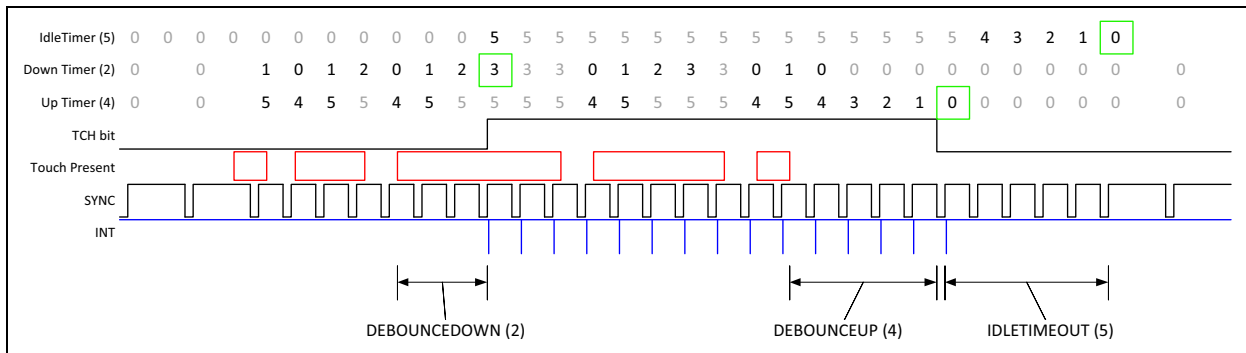 IdleTimer (5) 0 0 0 0 0 0 0 0 0 0 0 5 5 5 5 5 5 5 5 5 5 5 5 5 5 5 4 3 2 1 0
Down Timer (2) 0 0 1 0 1 2 0 1 2 3 3 3 0 1 2 3 3 0 1 0 0 0 0 0 0 0 0 0 0 0
Up Timer (4) 0 0 5 4 5 5 4 5 5 5 5 5 4 5 5 5 5 4 5 4 3 2 1 0 0 0 0 0 0 0
TCH bit
Touch Present
SYNC
INT
DEBOUNCEDOWN (2) DEBOUNCEUP (4) IDLETIMEOUT (5)